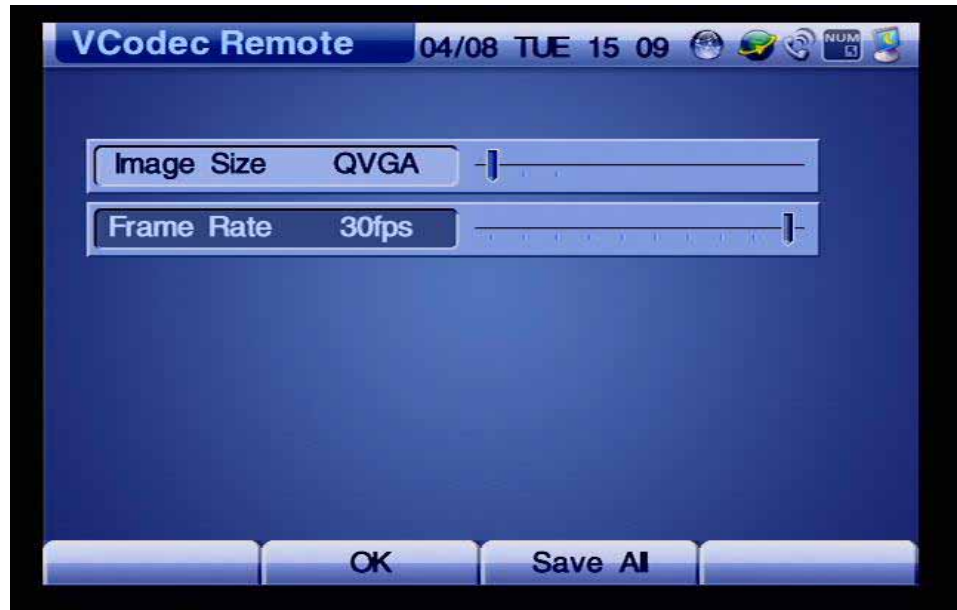 VCodec Remote 04/08 TUE 15 09 NUM
Image Size QVGA
Frame Rate 30fps
OK Save All